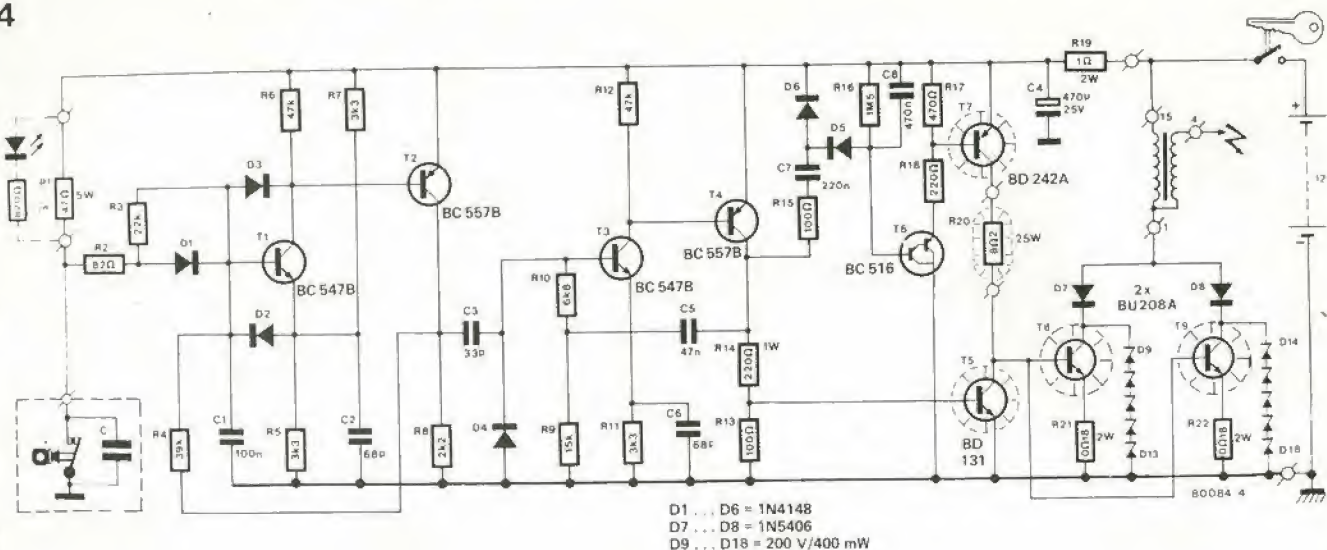 4
R19
1Ω
2W
R6
47k
R7
3k3
R12
47k
D6
R16
1M5
C8
470n
R17
470Ω
T7
C4
470µ
25V
15
4
+
D5
R18
220Ω
BD 242A
5W
47Ω
R3
22k
D3
T2
BC 557B
T4
C7
220n
R15
100Ω
R20
8Ω2
25W
1
R2
82Ω
D1
T1
BC 547B
T3
BC 557B
T6
BC 516
D7
2x
BU208A
D8
R10
6k8
BC 547B
D2
C3
33p
C5
47n
R14
220Ω
1W
T9
D9
D14
T5
C
R4
39k
C1
100n
R5
3k3
C2
68p
R8
2k2
D4
R9
15k
R11
3k3
C6
68p
R13
100Ω
BD
131
R21
0Ω18
2W
D13
R22
0Ω18
2W
D18
80084 4
D1 ... D6 = 1N4148
D7 ... D8 = 1N5406
D9 ... D18 = 200 V/400 mW